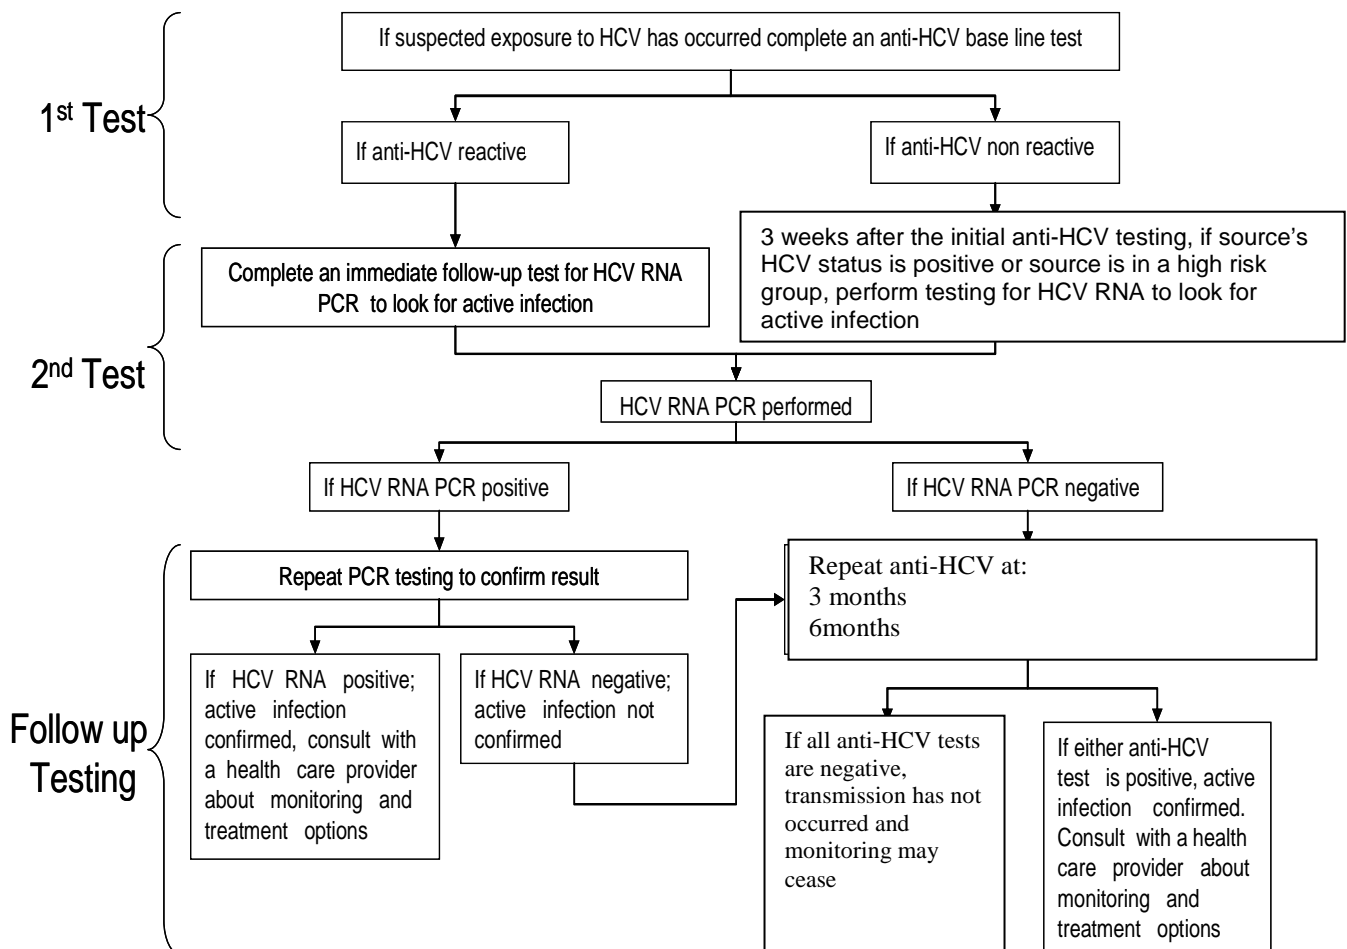 If suspected exposure to HCV has occurred complete an anti-HCV base line test
1st Test
If anti-HCV reactive
If anti-HCV non reactive
Complete an immediate follow-up test for HCV RNA
PCR to look for active infection
3 weeks after the initial anti-HCV testing, if source's
HCV status is positive or source is in a high risk
group, perform testing for HCV RNA to look for
active infection
2nd Test
HCV RNA PCR performed
If HCV RNA PCR positive
If HCV RNA PCR negative
Repeat PCR testing to confirm result
Repeat anti-HCV at:
3 months
6months
Follow up
Testing
If HCV RNA positive;
active infection
confirmed, consult with
a health care provider
about monitoring and
treatment options
If HCV RNA negative;
active infection not
confirmed
If all anti-HCV tests
are negative,
transmission has not
occurred and
monitoring may
cease
If either anti-HCV
test is positive, active
infection confirmed.
Consult with a health
care provider about
monitoring and
treatment options